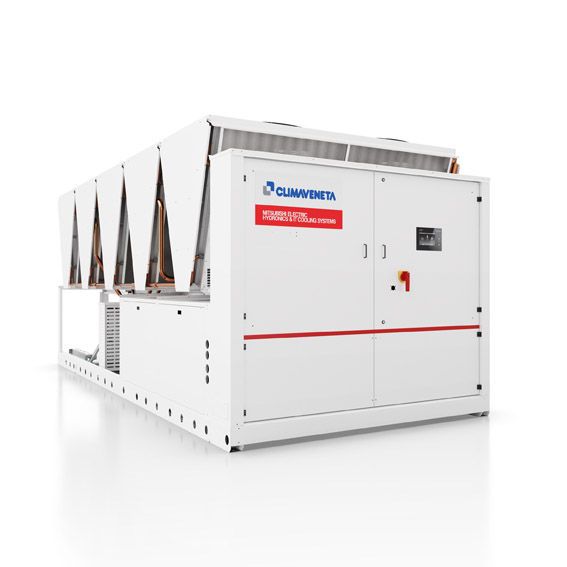 CLIMAVENETA
MITSUBISHI ELECTRIC
HYDRONICS & IT COOLING SYSTEMS